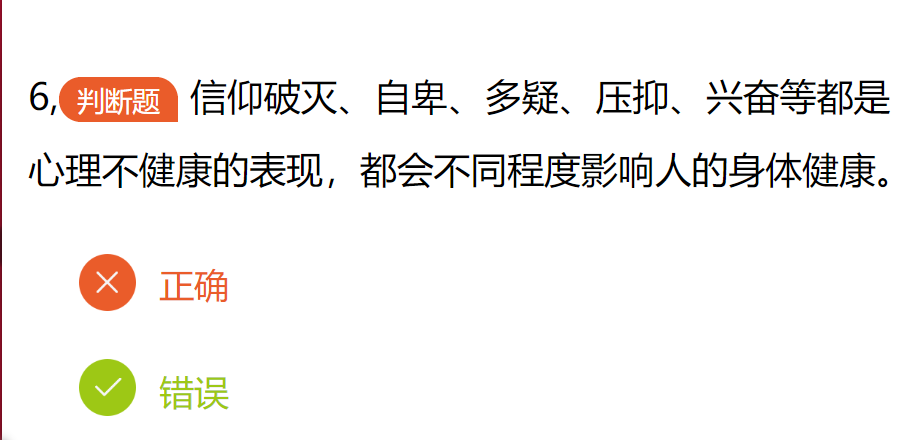 6,判断题 信仰破灭、自卑、多疑、压抑、兴奋等都是
心理不健康的表现，都会不同程度影响人的身体健康。
正确
错误